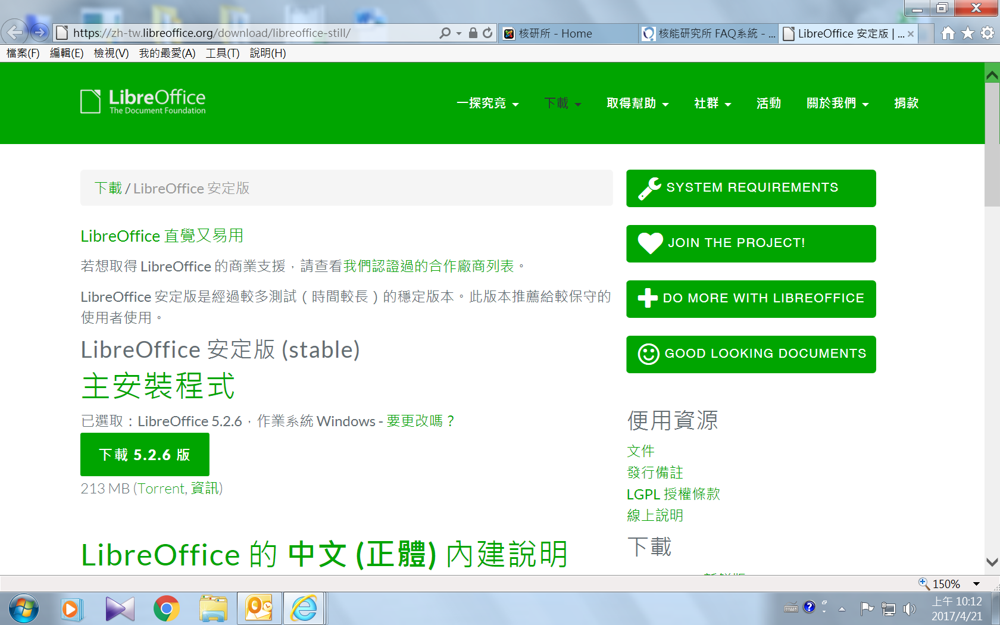 https://zh-tw.libreoffice.org/download/libreoffice-still/
核研所 - Home
核能研究所 FAQ系統 - ...
LibreOffice 安定版 | ...
檔案(F) 編輯(E) 檢視(V) 我的最愛(A) 工具(T) 說明(H)
LibreOffice
The Document Foundation
一探究竟 下載 取得幫助 社群 活動 關於我們 捐款
下載 / LibreOffice 安定版
LibreOffice 直覺又易用
若想取得 LibreOffice 的商業支援，請查看我們認證過的合作廠商列表。
LibreOffice 安定版是經過較多測試（時間較長）的穩定版本。此版本推薦給較保守的
使用者使用。
LibreOffice 安定版 (stable)
主安裝程式
已選取：LibreOffice 5.2.6，作業系統 Windows - 要更改嗎？
下載 5.2.6 版
213 MB (Torrent, 資訊)
LibreOffice 的 中文 (正體) 內建說明
SYSTEM REQUIREMENTS
JOIN THE PROJECT!
DO MORE WITH LIBREOFFICE
GOOD LOOKING DOCUMENTS
便用資源
文件
發行備註
LGPL 授權條款
線上說明
下載
150%
上午 10:12
2017/4/21